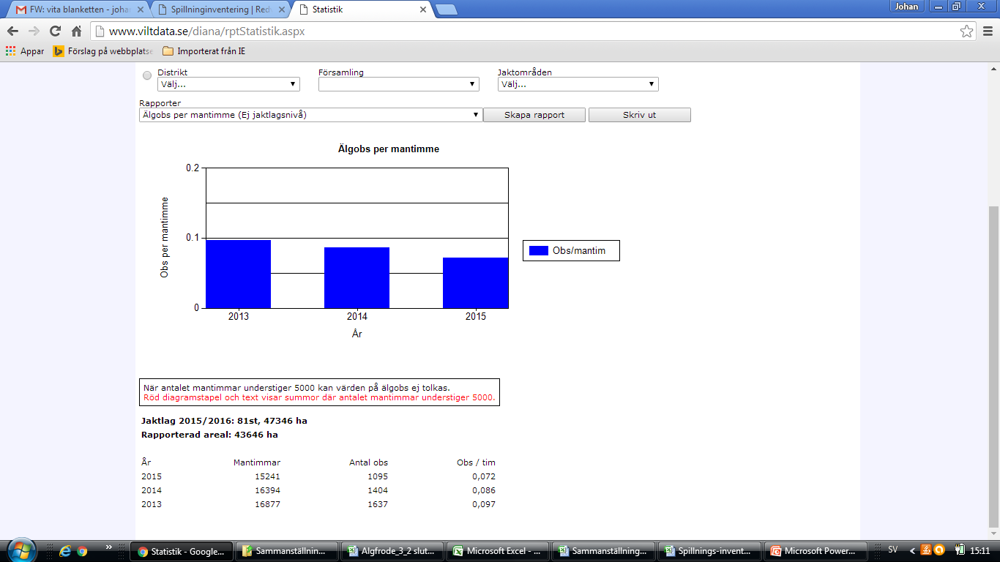 FW: vita blanketten - joha
Spillninginventering | Red
Statistik
Johan
www.viltdata.se/diana/rptStatistik.aspx
Appar
Förslag på webbplatse
Importerat från IE
Distrikt
Församling
Jaktområden
Välj...
Välj...
Rapporter
Älgobs per mantimme (Ej jaktlagsnivå)
Skapa rapport
Skriv ut
Älgobs per mantimme
0.2
0.1
0
Obs per mantimme
2013 2014 2015
År
Obs/mantim
När antalet mantimmar understiger 5000 kan värden på älgobs ej tolkas.
Röd diagramstapel och text visar summor där antalet mantimmar understiger 5000.
Jaktlag 2015/2016: 81st, 47346 ha
Rapporterad areal: 43646 ha
År Mantimmar Antal obs Obs / tim
2015 15241 1095 0,072
2014 16394 1404 0,086
2013 16877 1637 0,097
Statistik - Google...
Sammanställnin...
Algfrode_3_2 slut...
Microsoft Excel - ...
Sammanställning...
Spillnings-invent...
Microsoft Power...
SV
15:11